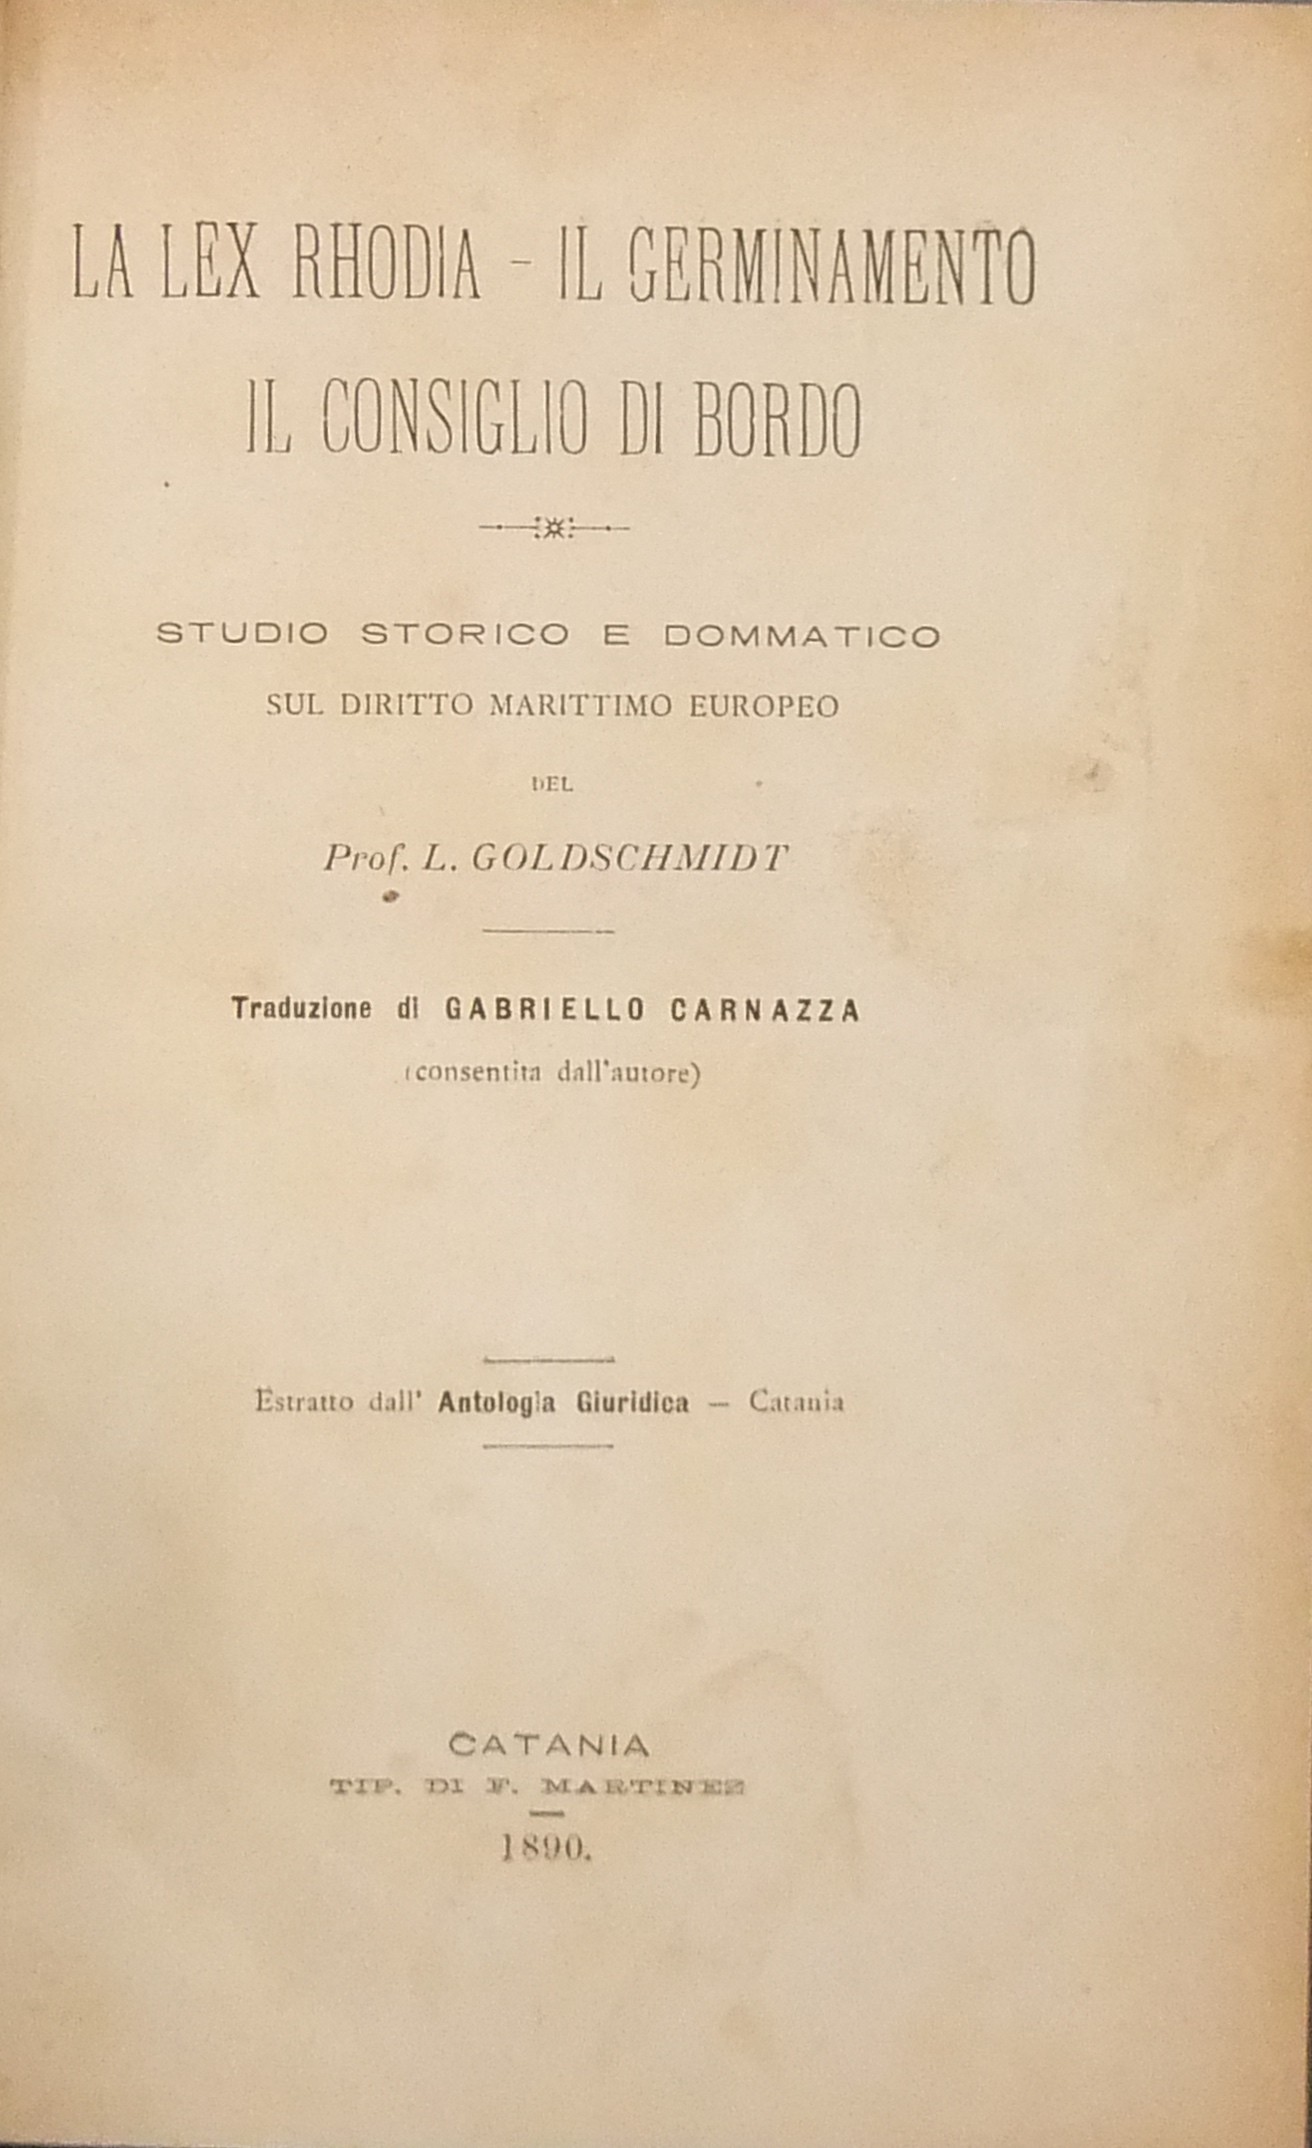 LA LEX RHODIA - IL GERMINAMENTO
IL CONSIGLIO DI BORDO
STUDIO STORICO E DOMMATICO
SUL DIRITTO MARITTIMO EUROPEO
DEL
Prof. L. GOLDSCHMIDT
Traduzione di GABRIELLO CARNAZZA
(consentita dall'autore)
Estratto dall' Antologia Giuridica — Catania
CATANIA
TIP. DI F. MARTINEZ
1890.